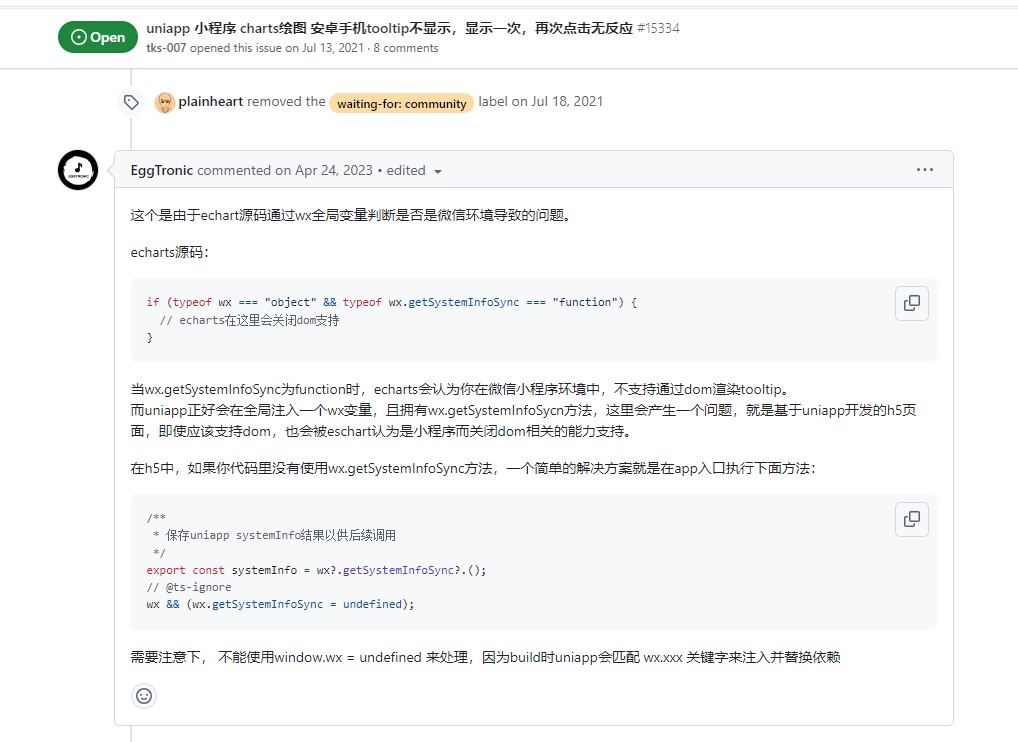 Open
uniapp 小程序 charts绘图 安卓手机tooltip不显示，显示一次，再次点击无反应 #15334
tks-007 opened this issue on Jul 13, 2021 · 8 comments
plainheart removed the waiting-for: community label on Jul 18, 2021
EggTronic commented on Apr 24, 2023 • edited
这个是由于echart源码通过wx全局变量判断是否是微信环境导致的问题。
echarts源码：
if (typeof wx === "object" && typeof wx.getSystemInfoSync === "function") {
// echarts在这里会关闭dom支持
}
当wx.getSystemInfoSync为function时，echarts会认为你在微信小程序环境中，不支持通过dom渲染tooltip。
而uniapp正好会在全局注入一个wx变量，且拥有wx.getSystemInfoSycn方法，这里会产生一个问题，就是基于uniapp开发的h5页
面，即使应该支持dom，也会被eschart认为是小程序而关闭dom相关的能力支持。
在h5中，如果你代码里没有使用wx.getSystemInfoSync方法，一个简单的解决方案就是在app入口执行下面方法：
/**
* 保存uniapp systemInfo结果以供后续调用
*/
export const systemInfo = wx?.getSystemInfoSync?.();
// @ts-ignore
wx && (wx.getSystemInfoSync = undefined);
需要注意下， 不能使用window.wx = undefined 来处理，因为build时uniapp会匹配 wx.xxx 关键字来注入并替换依赖